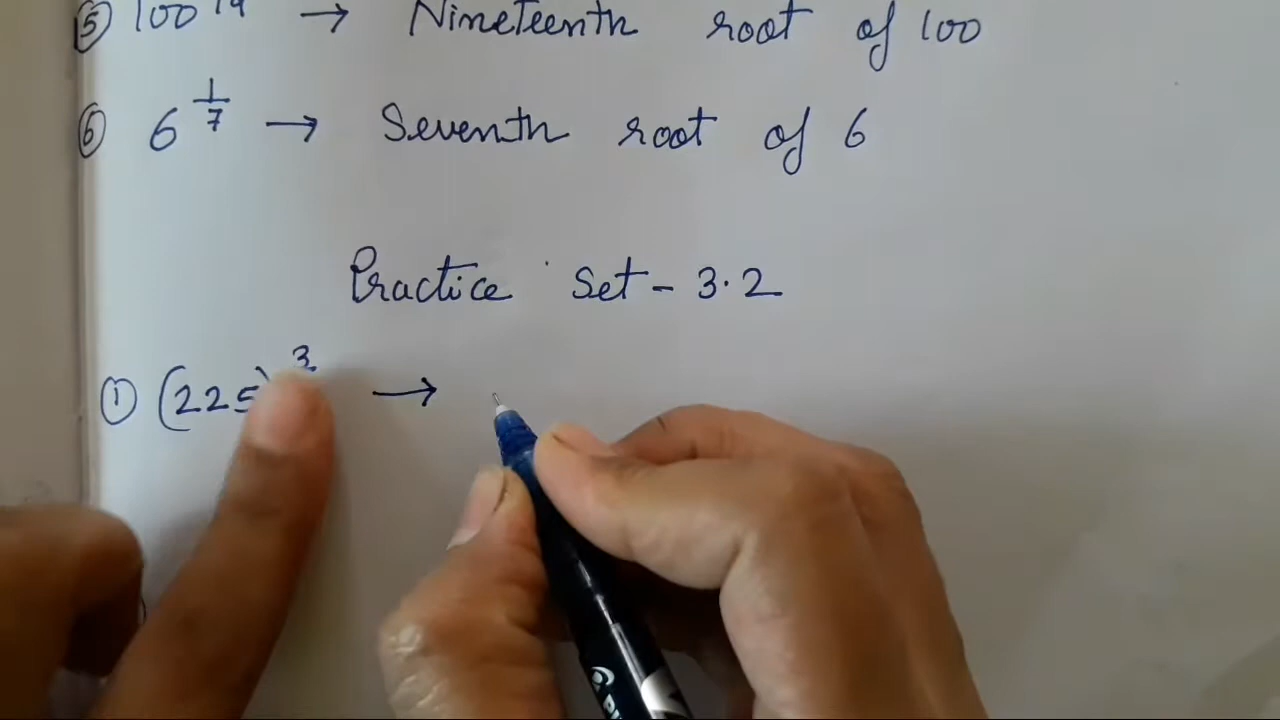 ⑤ 100 19 → Nineteenth root of 100
⑥ 6^(1/7) → Seventh root of 6
Practice Set - 3.2
① (225) 3 →